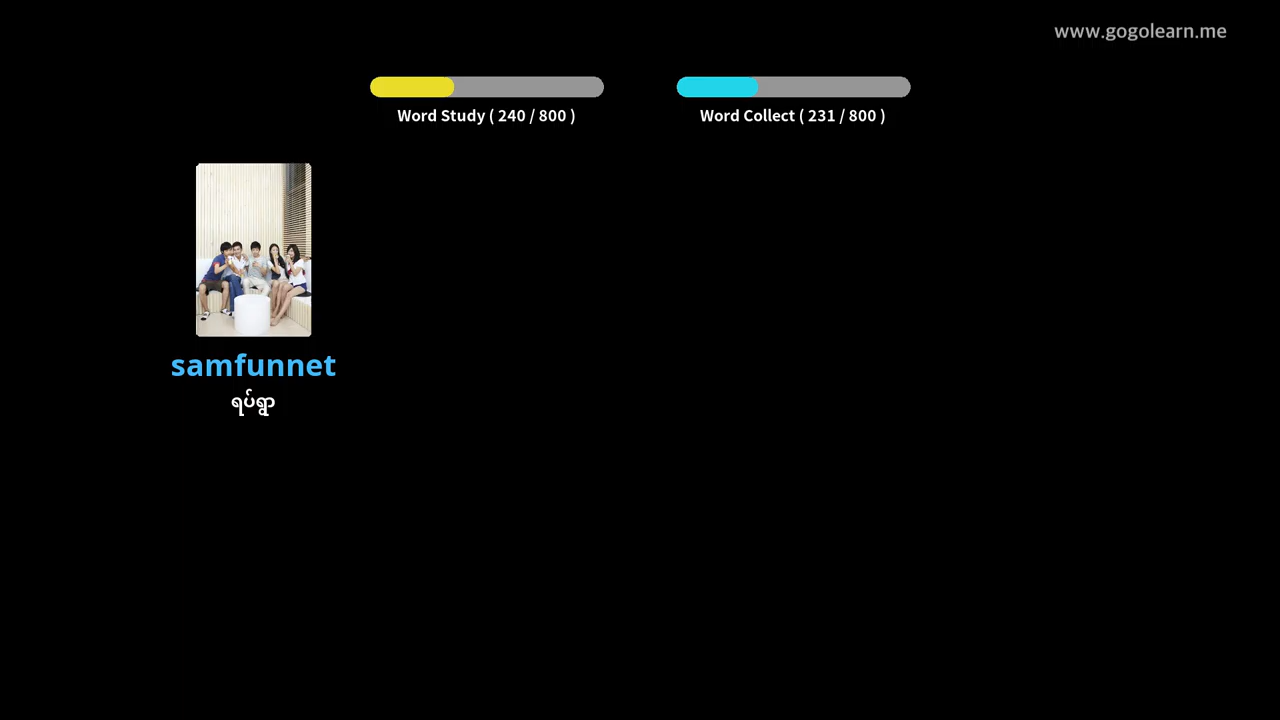 www.gogolearn.me
Word Study ( 240 / 800 )
Word Collect ( 231 / 800 )
samfunnet
ရပ်ရွာ